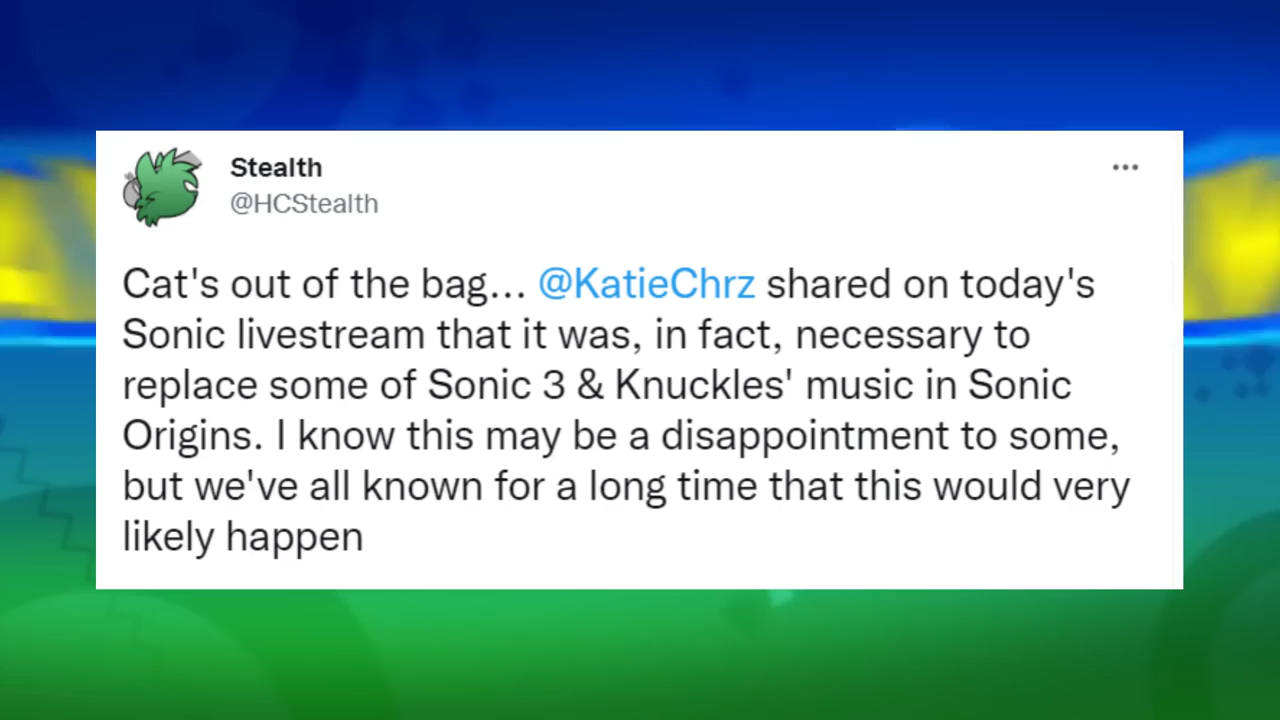 Stealth
@HCStealth
Cat's out of the bag... @KatieChrz shared on today's
Sonic livestream that it was, in fact, necessary to
replace some of Sonic 3 & Knuckles' music in Sonic
Origins. I know this may be a disappointment to some,
but we've all known for a long time that this would very
likely happen